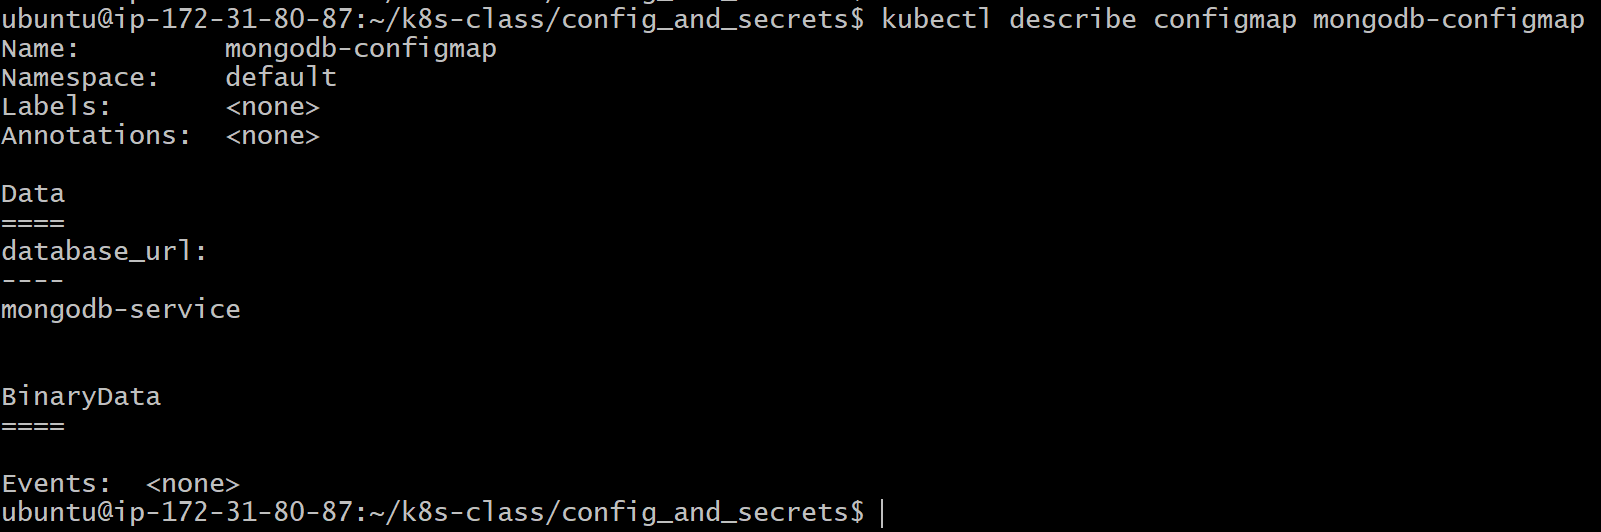 ubuntu@ip-172-31-80-87:~/k8s-class/config_and_secrets$ kubectl describe configmap mongodb-configmap
Name:         mongodb-configmap
Namespace:    default
Labels:       <none>
Annotations:  <none>

Data
====
database_url:
----
mongodb-service


BinaryData
====

Events:  <none>
ubuntu@ip-172-31-80-87:~/k8s-class/config_and_secrets$